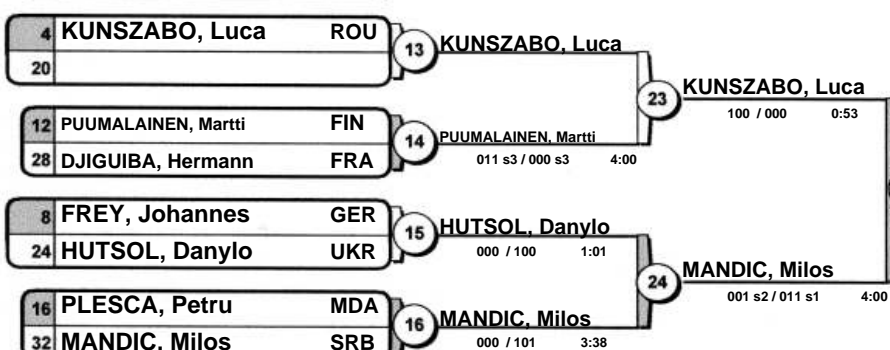 4 KUNSZABO, Luca ROU
20
13
KUNSZABO, Luca
12 PUUMALAINEN, Martti FIN
28 DJIGUIBA, Hermann FRA
14
PUUMALAINEN, Martti
011 s3 / 000 s3 4:00
23
KUNSZABO, Luca
100 / 000 0:53
8 FREY, Johannes GER
24 HUTSOL, Danylo UKR
15
HUTSOL, Danylo
000 / 100 1:01
16 PLESCA, Petru MDA
32 MANDIC, Milos SRB
16
MANDIC, Milos
000 / 101 3:38
24
MANDIC, Milos
001 s2 / 011 s1 4:00